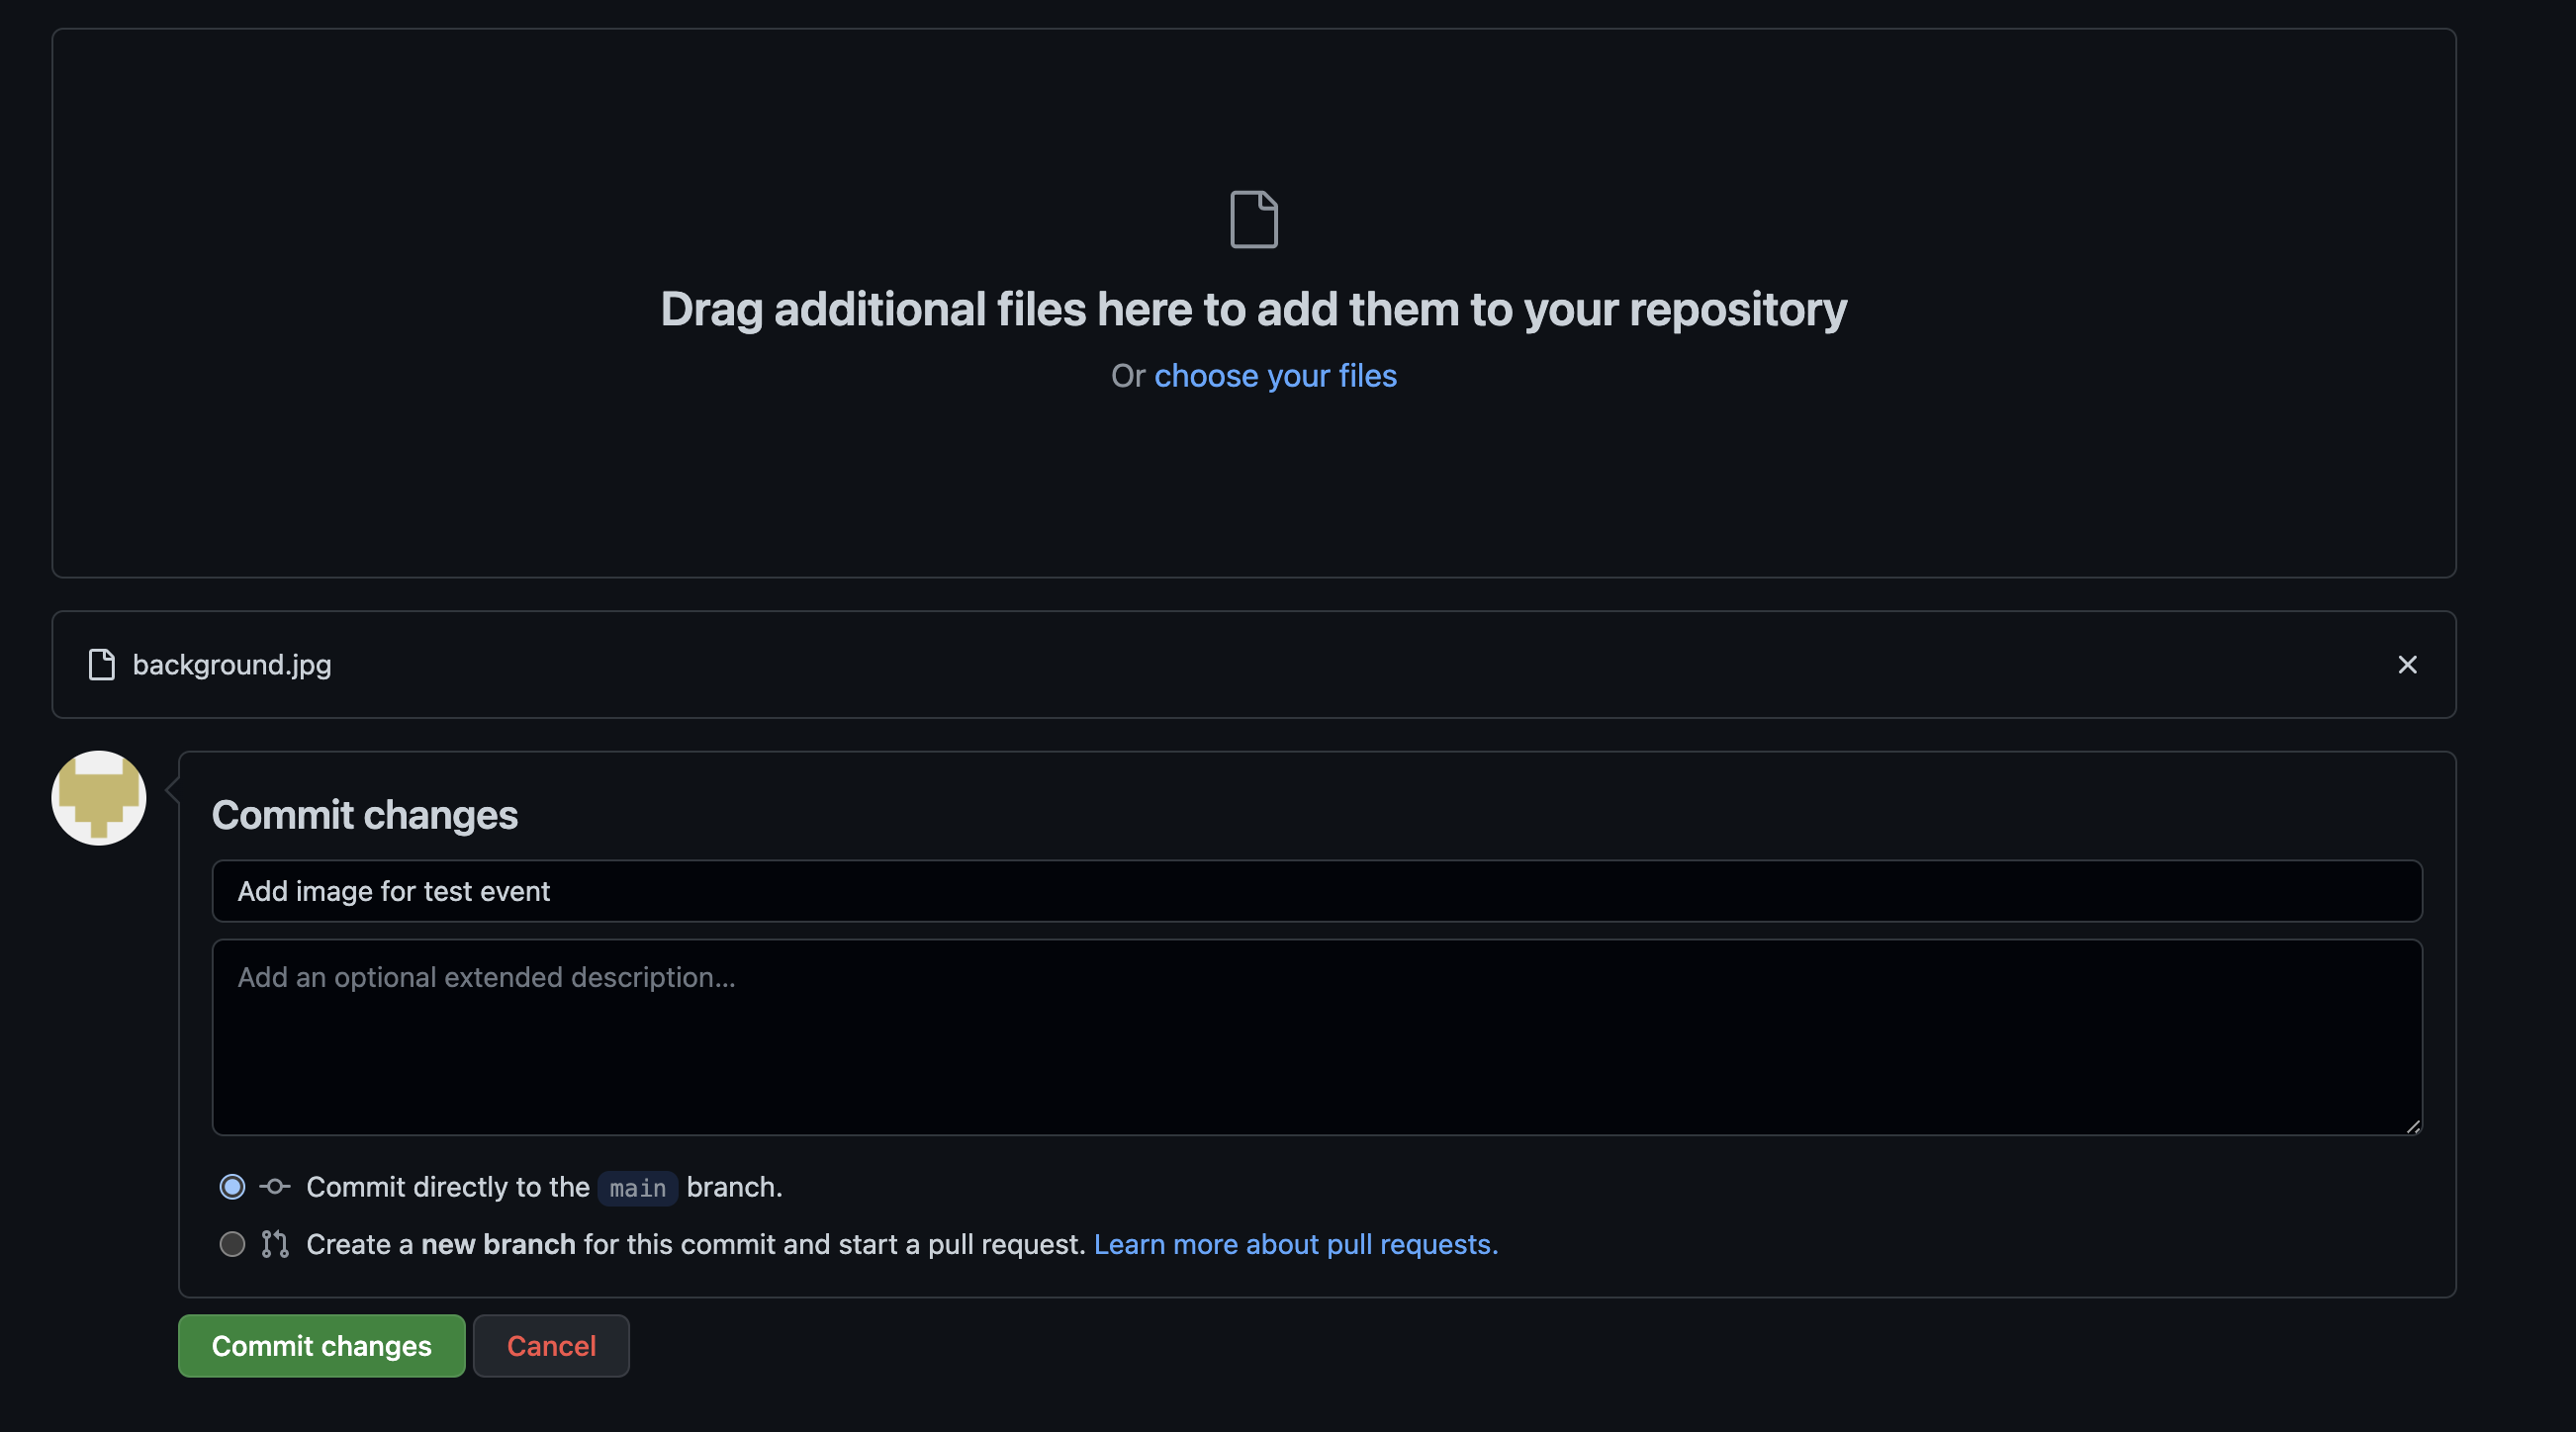 Drag additional files here to add them to your repository
Or choose your files
background.jpg
Commit changes
Add image for test event
Add an optional extended description...
Commit directly to the main branch.
Create a new branch for this commit and start a pull request. Learn more about pull requests.
Commit changes
Cancel